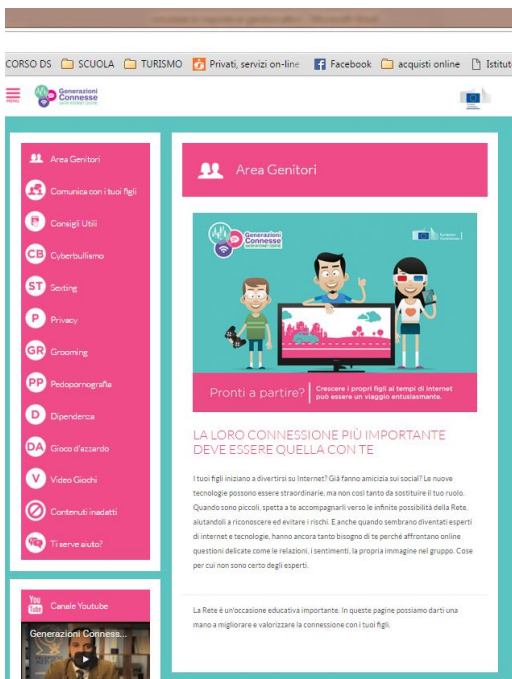 CORSO DS SCUOLA TURISMO Privati, servizi on-line Facebook acquisti online Istitut
MENU
Generazioni
Connesse
SAFER INTERNET CENTRE
Area Genitori
Comunica con i tuoi figli
Consigli Utili
CB Cyberbullismo
ST Sexting
P Privacy
GR Grooming
PP Pedopornografia
D Dipendenza
DA Gioco d'azzardo
V Video Giochi
Contenuti inadatti
Ti serve aiuto?
You
Tube
Canale Youtube
Generazioni Conness...
Area Genitori
Generazioni
Connesse
SAFER INTERNET CENTRE
European
Commission
Pronti a partire?
Crescere i propri figli ai tempi di internet
può essere un viaggio entusiasmante.
LA LORO CONNESSIONE PIÙ IMPORTANTE
DEVE ESSERE QUELLA CON TE
I tuoi figli iniziano a divertirsi su Internet? Già fanno amicizia sui social? Le nuove
tecnologie possono essere straordinarie, ma non così tanto da sostituire il tuo ruolo.
Quando sono piccoli, spetta a te accompagnarli verso le infinite possibilità della Rete,
aiutandoli a riconoscere ed evitare i rischi. E anche quando sembrano diventati esperti
di internet e tecnologie, hanno ancora tanto bisogno di te perché affrontano online
questioni delicate come le relazioni, i sentimenti, la propria immagine nel gruppo. Cose
per cui non sono certo degli esperti.
La Rete è un'occasione educativa importante. In queste pagine possiamo darti una
mano a migliorare e valorizzare la connessione con i tuoi figli.